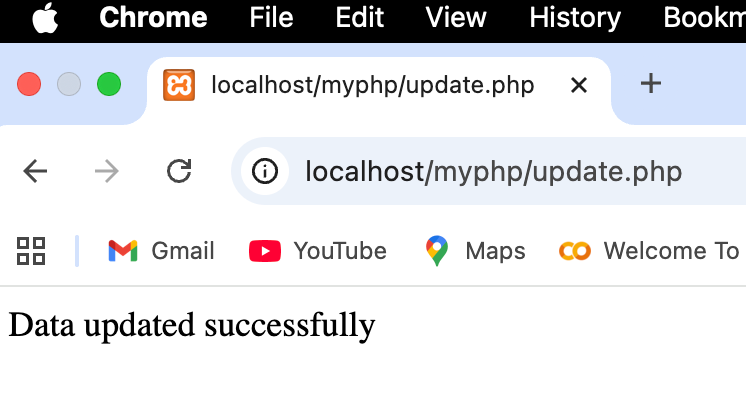 Chrome File Edit View History Bookm
localhost/myphp/update.php
localhost/myphp/update.php
Gmail YouTube Maps Welcome To
Data updated successfully